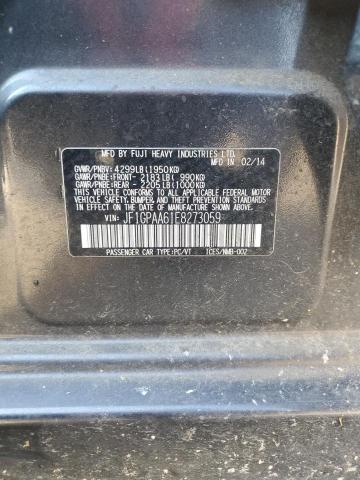 MFD BY FUJI HEAVY INDUSTRIES LTD.
MFD IN 02/14
GVWR/PNBV: 4299LB(1950KG)
GAWR/PNBE:FRONT- 2183LB( 990KG)
GAWR/PNBE:REAR - 2205LB(1000KG)
THIS VEHICLE CONFORMS TO ALL APPLICABLE
FEDERAL MOTOR VEHICLE SAFETY, BUMPER, AND THEFT
PREVENTION STANDARDS IN EFFECT ON THE
DATE OF MANUFACTURE SHOWN ABOVE.
VIN: JF1GPAA61E8273059
PASSENGER CAR TYPE:PC/VT ICES/NMB-002